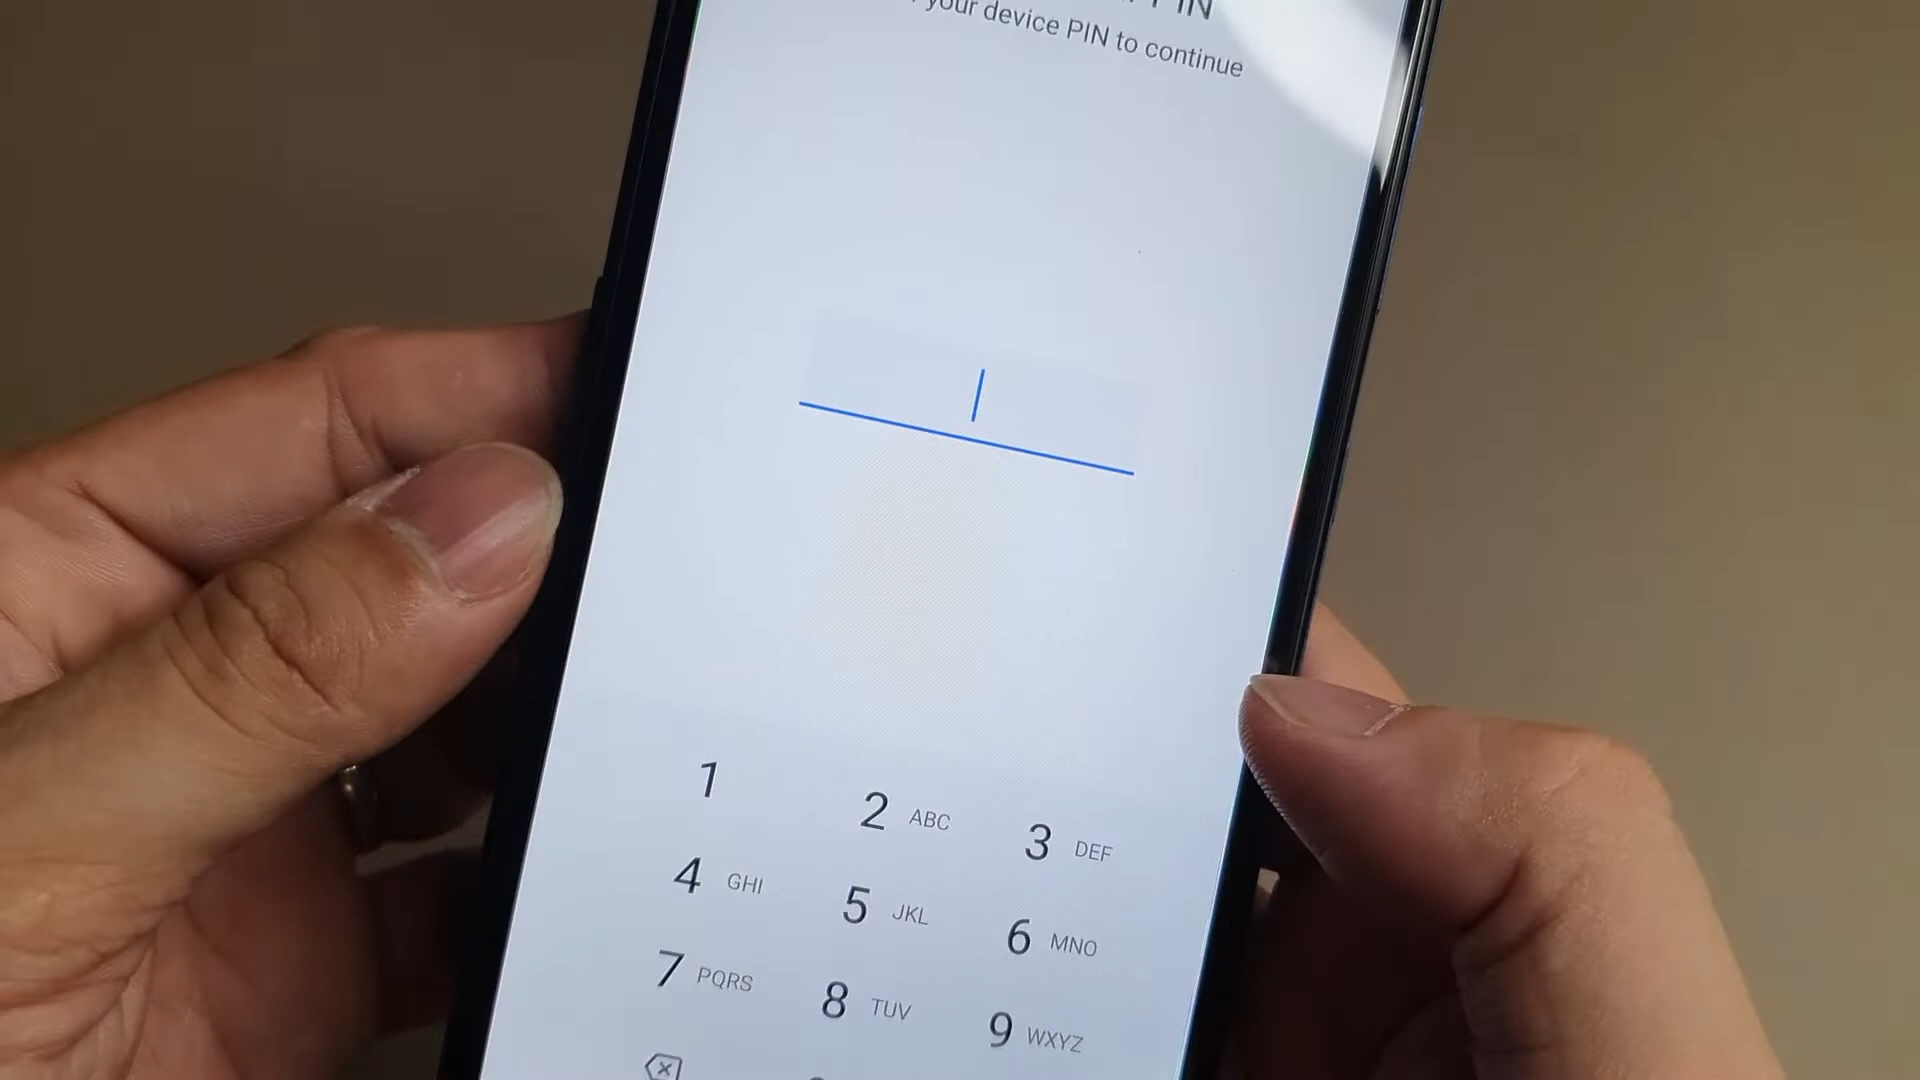 PIN
your device PIN to continue
1
2 ABC
3 DEF
4 GHI
5 JKL
6 MNO
7 PQRS
8 TUV
9 WXYZ